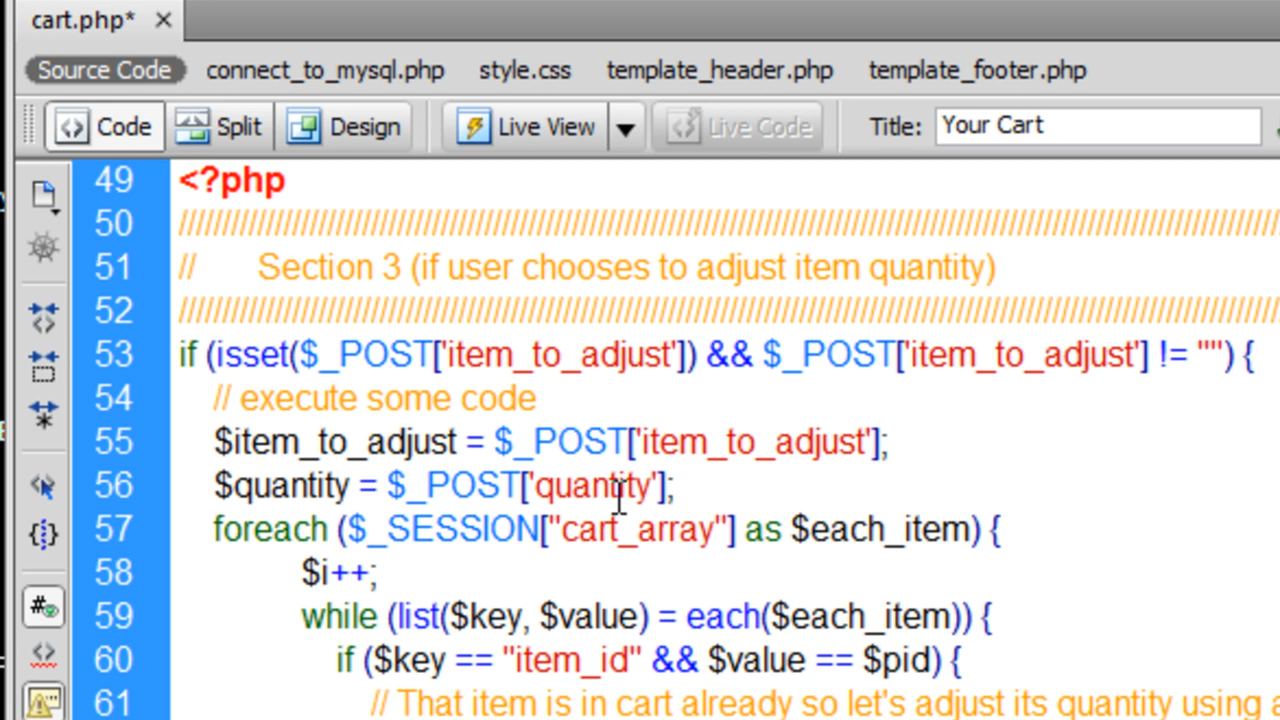 cart.php*
Source Code connect_to_mysql.php style.css template_header.php template_footer.php
Code Split Design Live View Live Code Title: Your Cart
49 <?php
50 ////////////////////////////////////////////////////////////////////////////////////////////////////
51 // Section 3 (if user chooses to adjust item quantity)
52 ////////////////////////////////////////////////////////////////////////////////////////////////////
53 if (isset($_POST['item_to_adjust']) && $_POST['item_to_adjust'] != "") {
54 // execute some code
55 $item_to_adjust = $_POST['item_to_adjust'];
56 $quantity = $_POST['quantity'];
57 foreach ($_SESSION["cart_array"] as $each_item) {
58 $i++;
59 while (list($key, $value) = each($each_item)) {
60 if ($key == "item_id" && $value == $pid) {
61 // That item is in cart already so let's adjust its quantity using